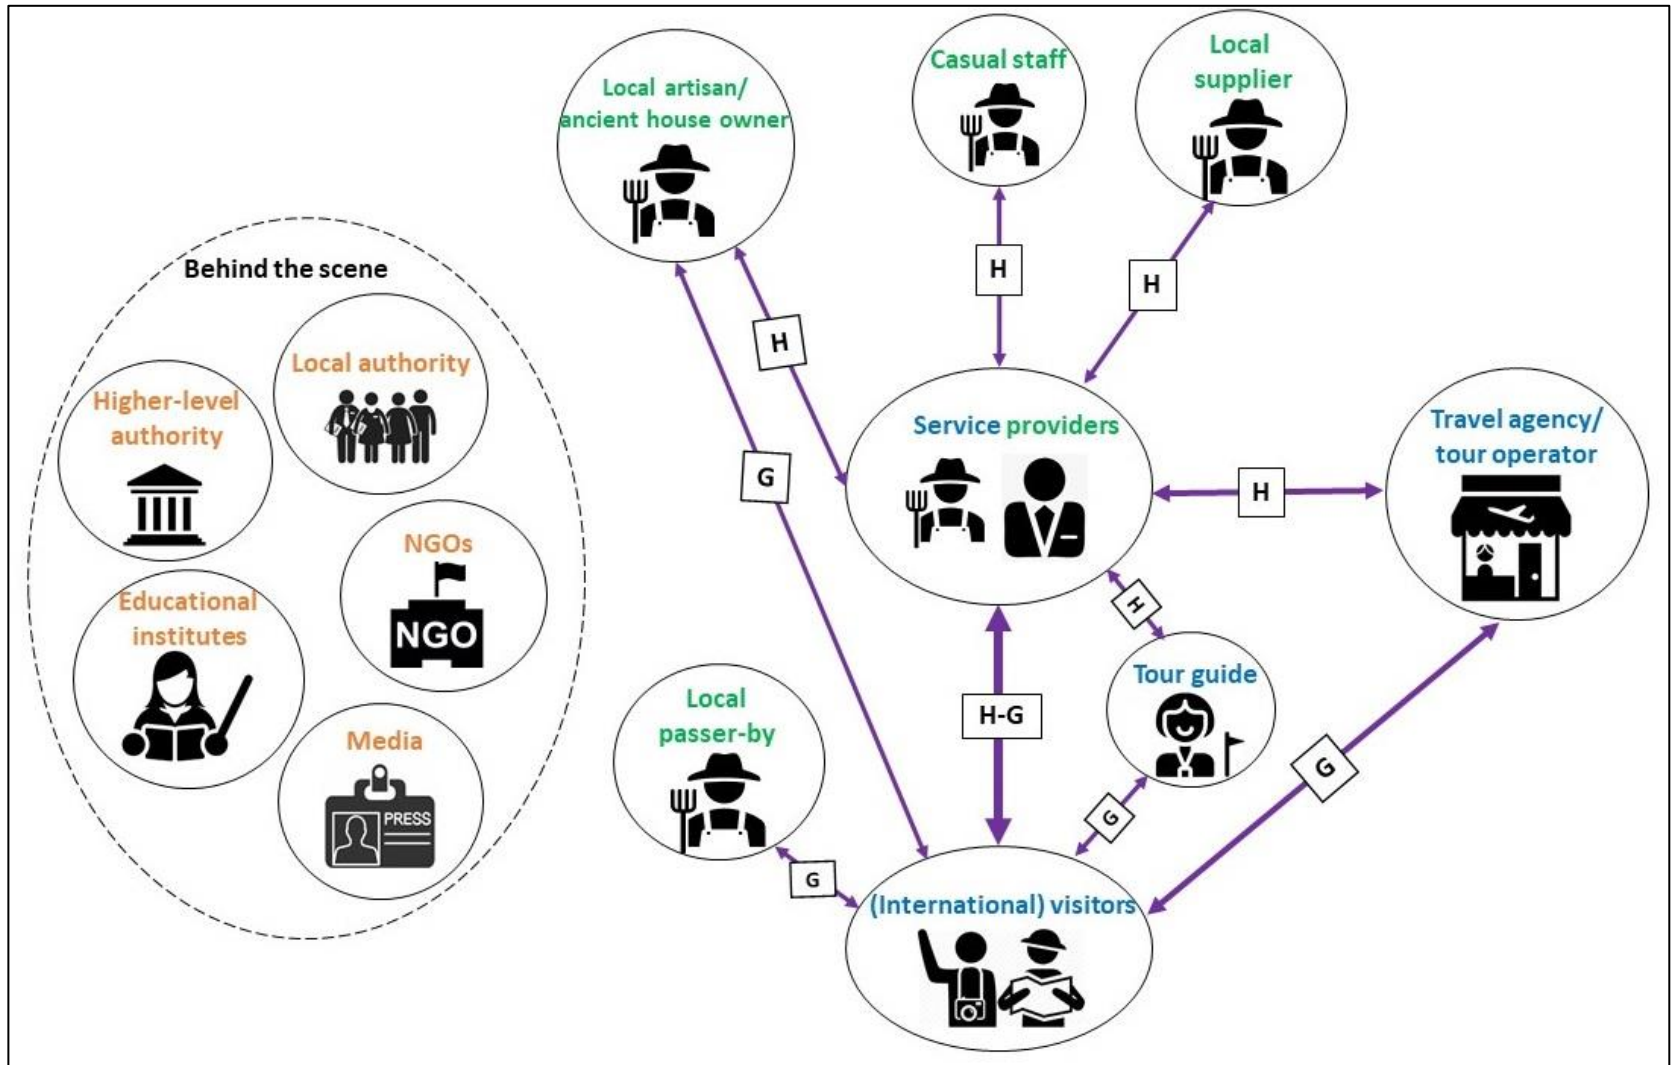 Behind the scene
Local authority
Higher-level
authority
NGOs
NGO
Educational
institutes
Media
PRESS
Local artisan/
ancient house owner
Casual staff
Local
supplier
H
H
H
G
Service providers
H
Travel agency/
tour operator
H
Tour guide
Local
passer-by
H-G
G
G
G
(International) visitors